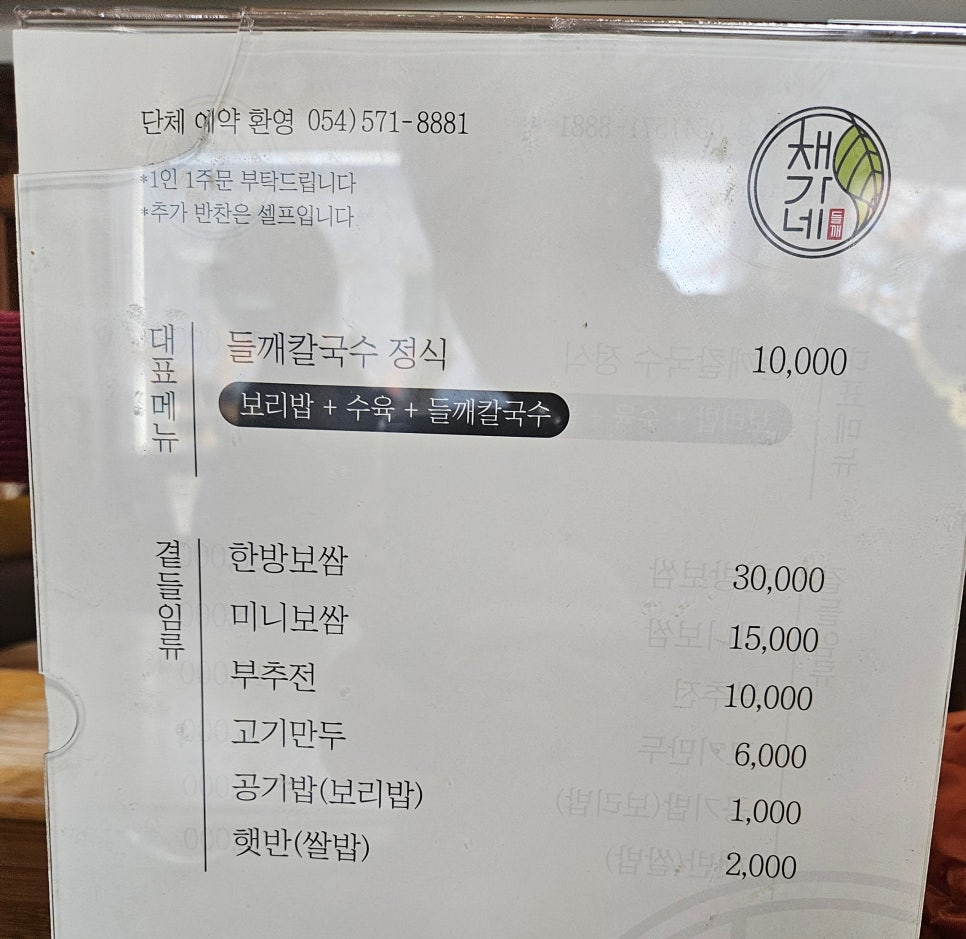 단체 예약 환영 054)571-8881
*1인 1주문 부탁드립니다
*추가 반찬은 셀프입니다
채가네
들깨
대표메뉴
들깨칼국수 정식 10,000
보리밥 + 수육 + 들깨칼국수
곁들임류
한방보쌈 30,000
미니보쌈 15,000
부추전 10,000
고기만두 6,000
공기밥(보리밥) 1,000
햇반(쌀밥) 2,000